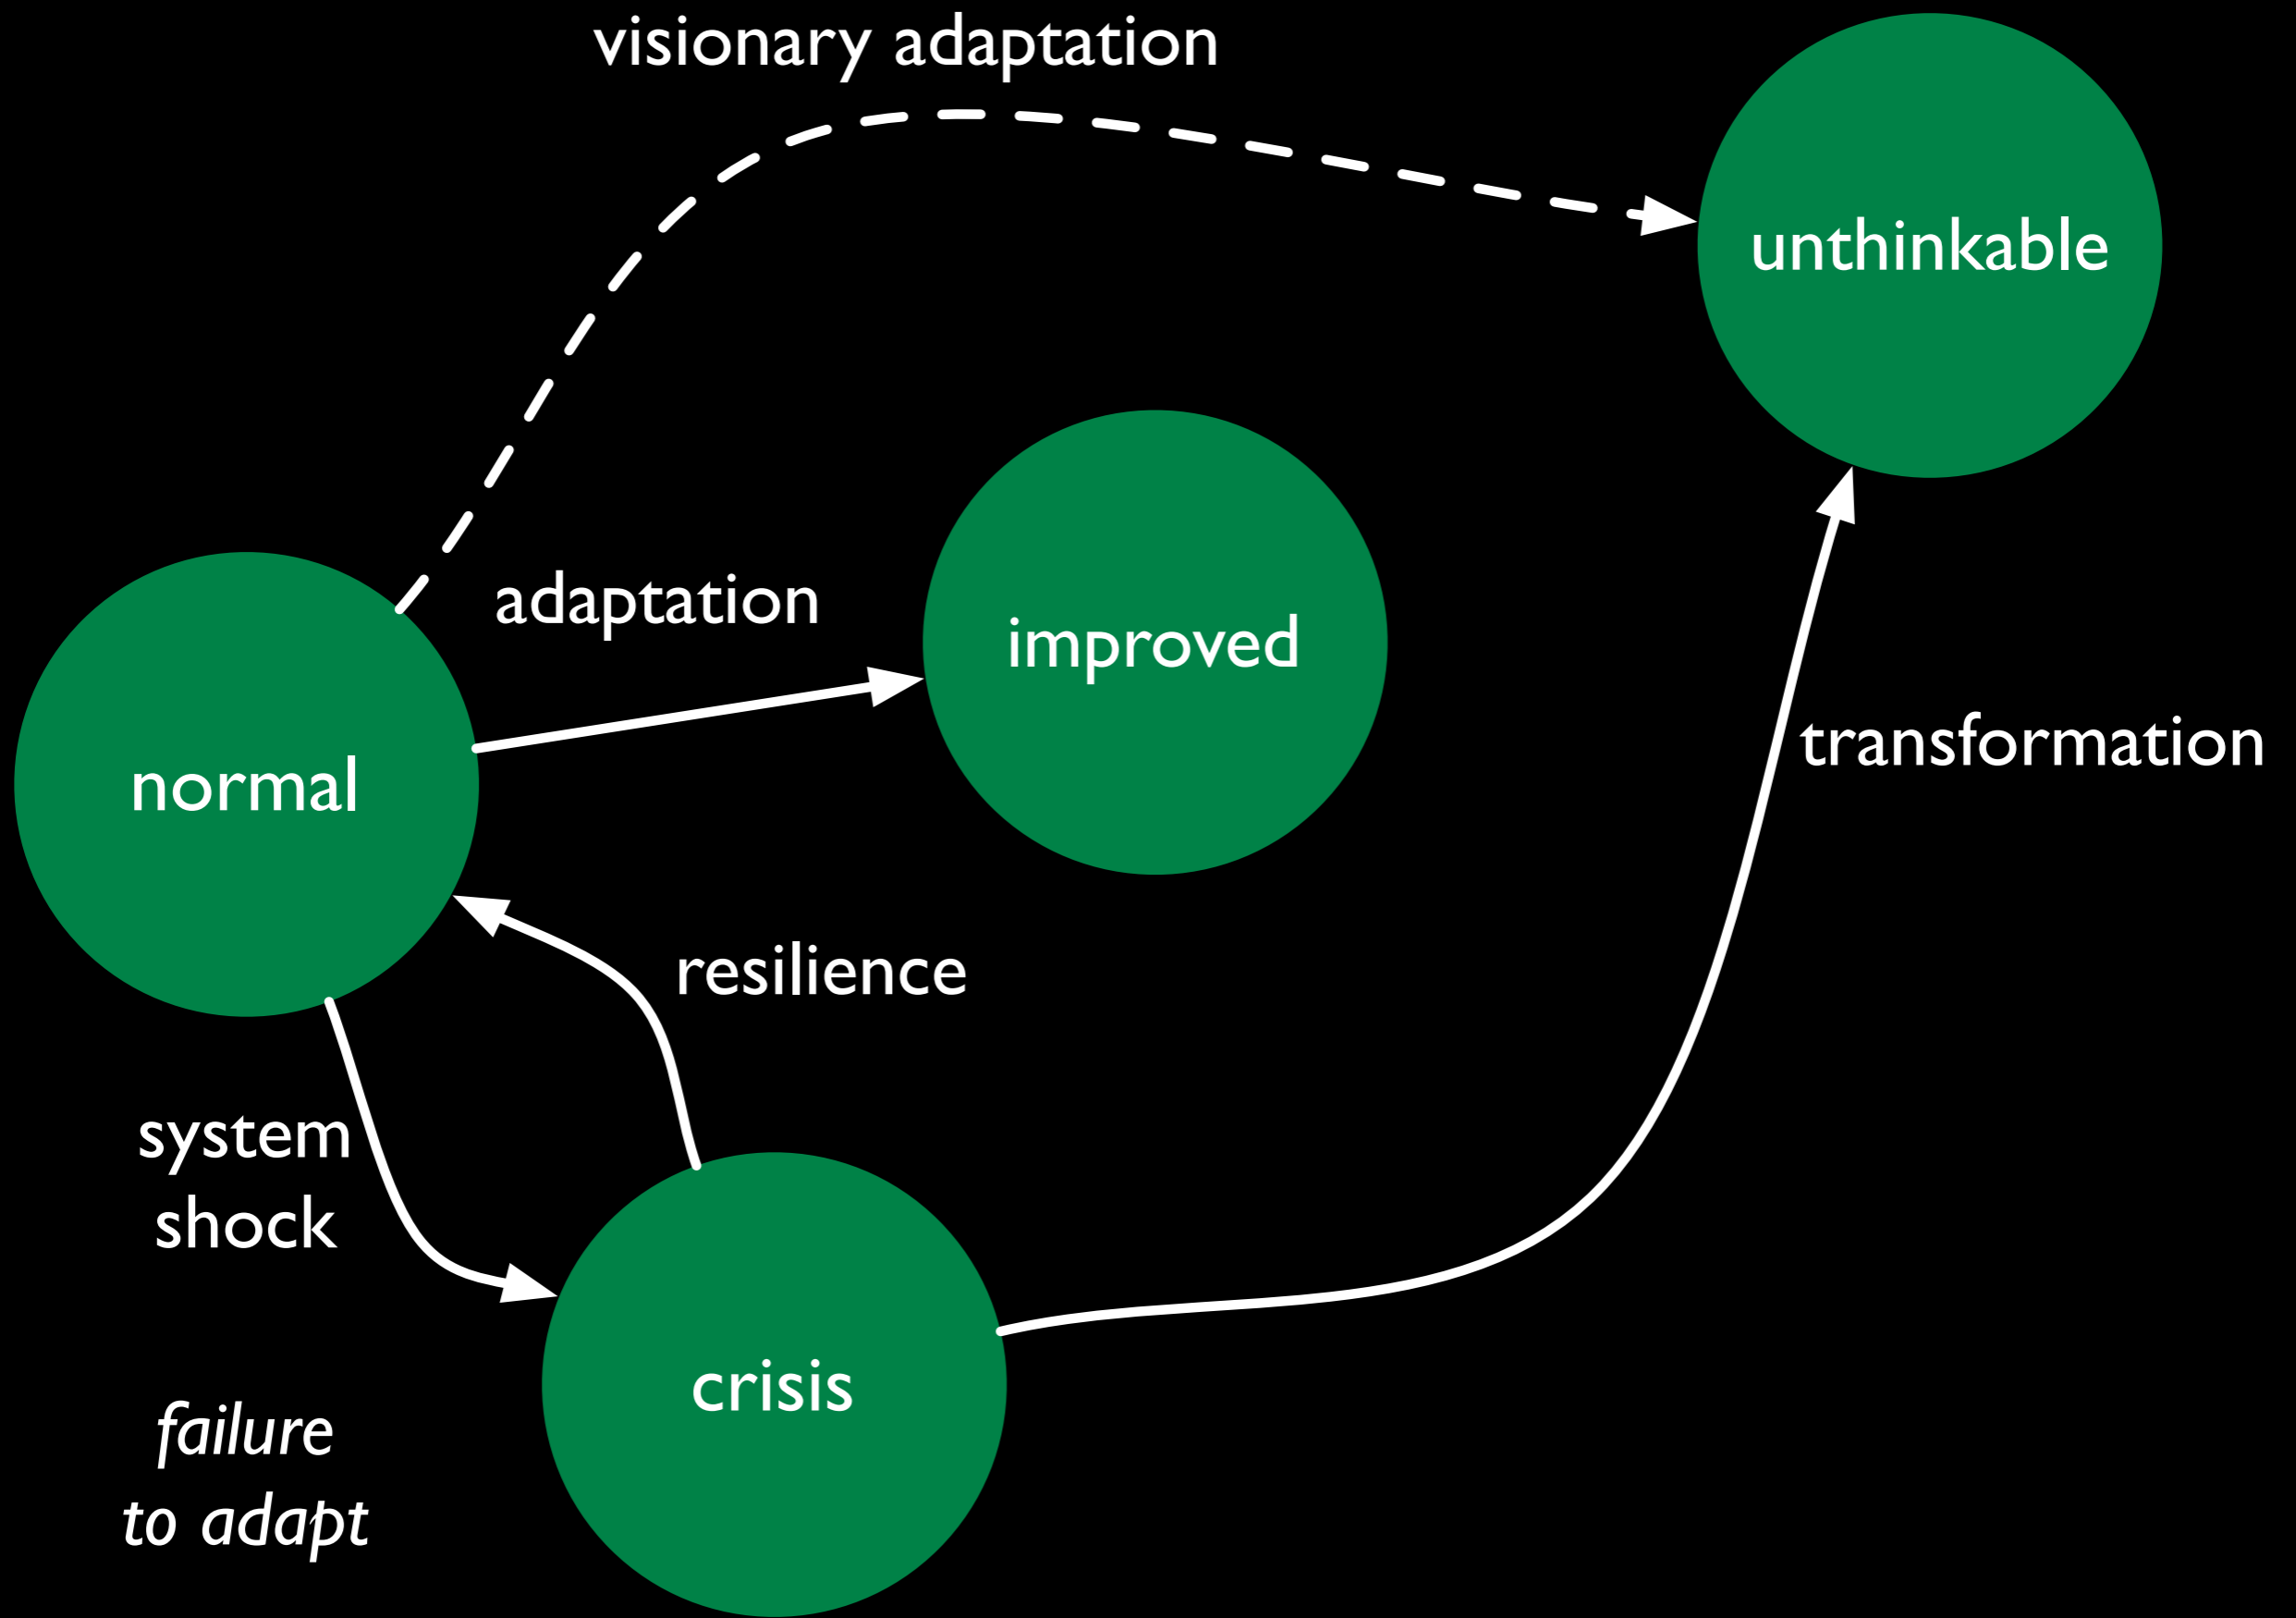 visionary adaptation
unthinkable
adaptation
improved
transformation
normal
resilience
system
shock
crisis
failure
to adapt